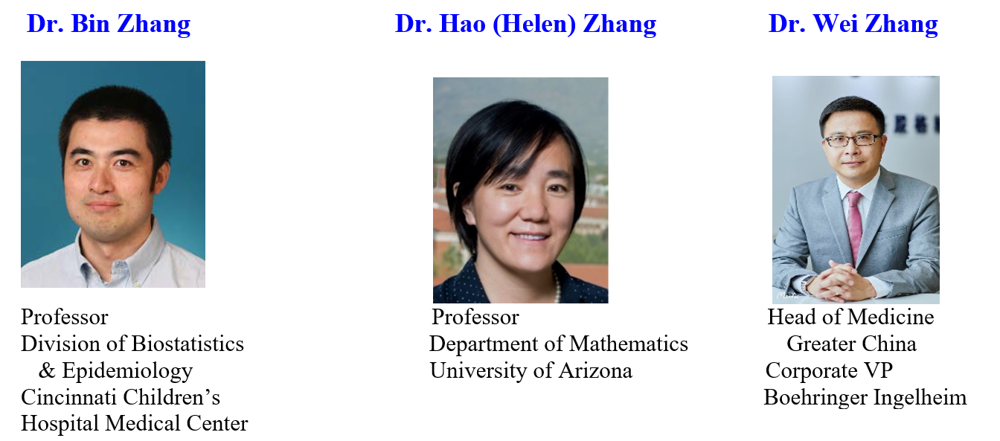 Dr. Bin Zhang
Professor
Division of Biostatistics
& Epidemiology
Cincinnati Children’s
Hospital Medical Center
Dr. Hao (Helen) Zhang
Professor
Department of Mathematics
University of Arizona
Dr. Wei Zhang
Head of Medicine
Greater China
Corporate VP
Boehringer Ingelheim